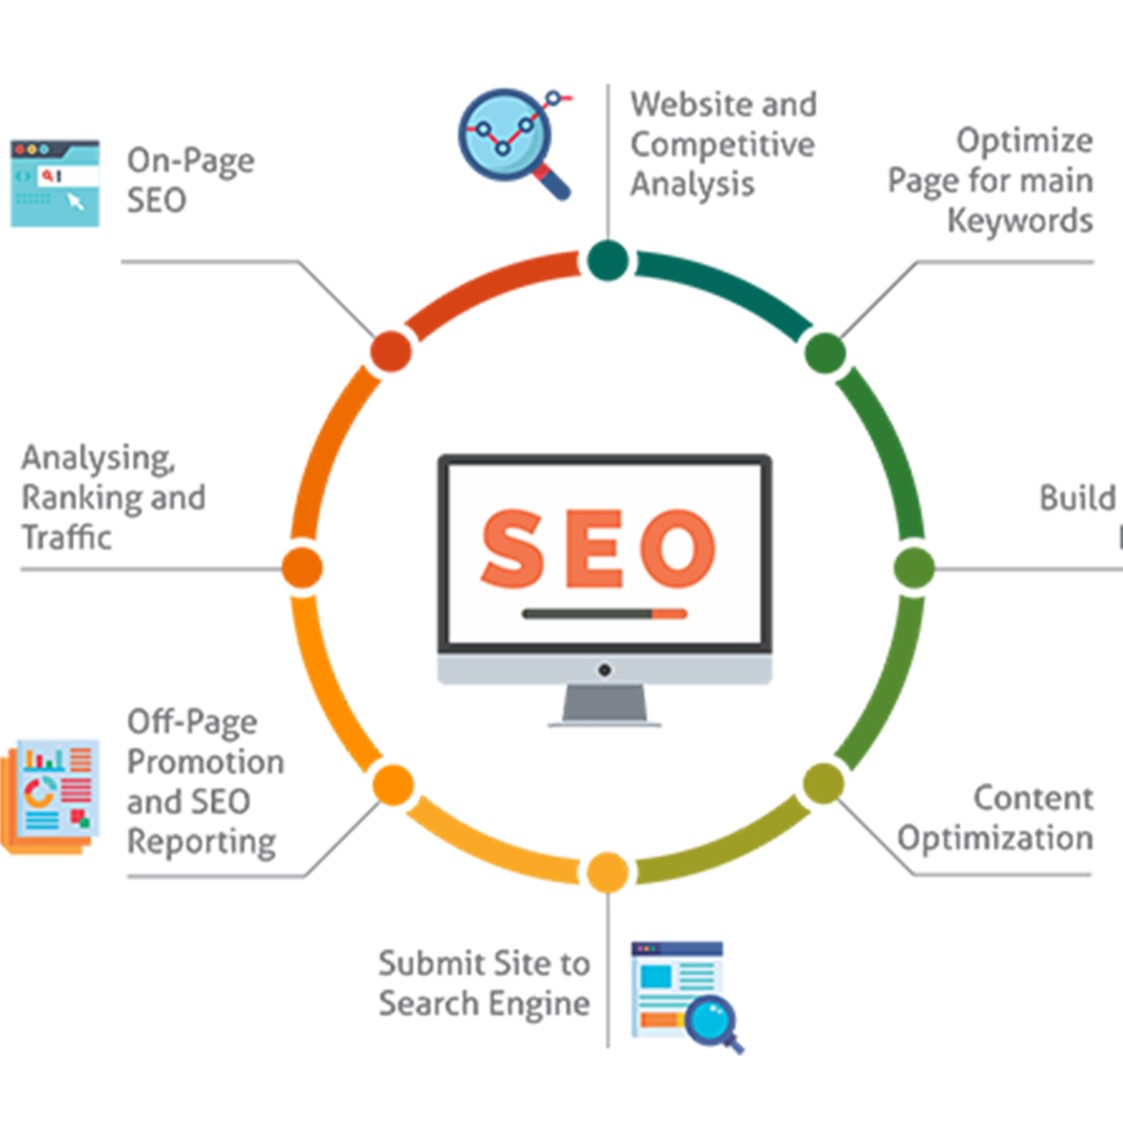 Website and
Competitive
Analysis
Optimize
Page for main
Keywords
Build
Content
Optimization
Submit Site to
Search Engine
Off-Page
Promotion
and SEO
Reporting
Analysing,
Ranking and
Traffic
On-Page
SEO
SEO